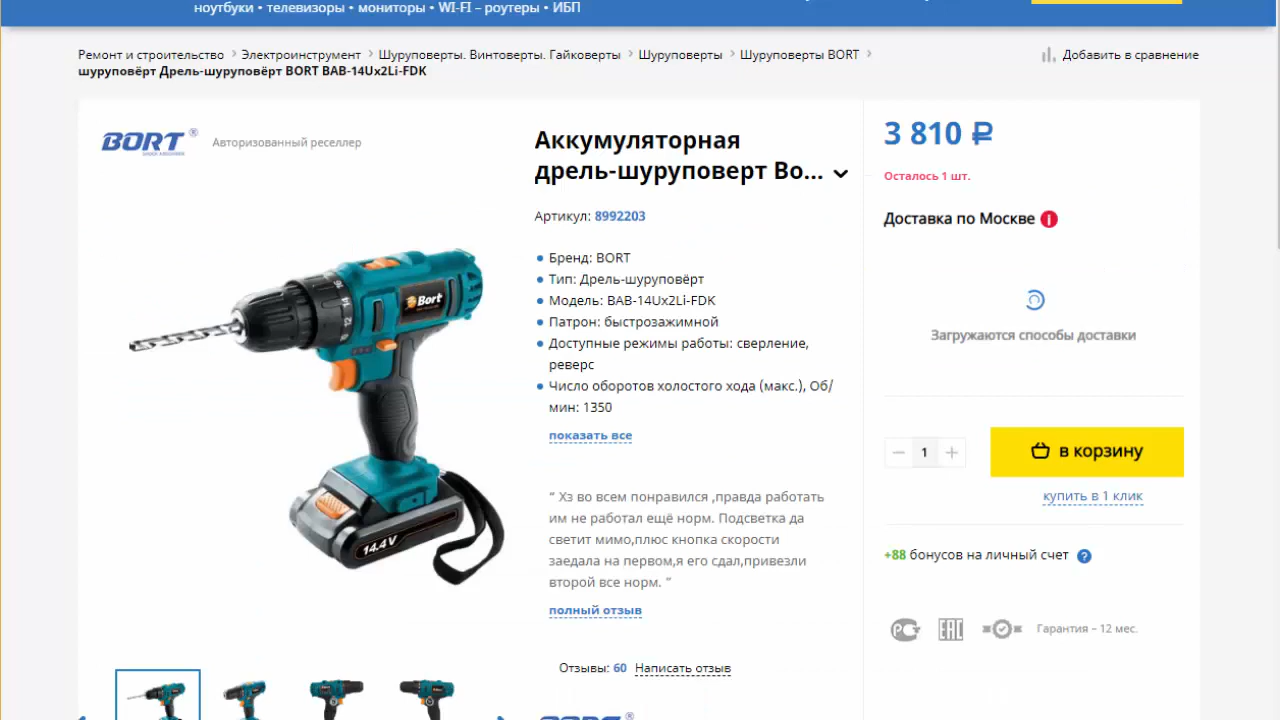 ноутбуки • телевизоры • мониторы • WI-FI – роутеры • ИБП
Ремонт и строительство > Электроинструмент > Шуруповерты. Винтоверты. Гайковерты > Шуруповерты > Шуруповерты BORT >
шуруповёрт Дрель-шуруповёрт BORT BAB-14Ux2Li-FDK
Добавить в сравнение
BORT®
Авторизованный реселлер
Аккумуляторная
дрель-шуруповерт Bo...
Артикул: 8992203
• Бренд: BORT
• Тип: Дрель-шуруповёрт
• Модель: BAB-14Ux2Li-FDK
• Патрон: быстрозажимной
• Доступные режимы работы: сверление,
реверс
• Число оборотов холостого хода (макс.), Об/
мин: 1350
показать все
“ Хз во всем понравился ,правда работать
им не работал ещё норм. Подсветка да
светит мимо,плюс кнопка скорости
заедала на первом,я его сдал,привезли
второй все норм. ”
полный отзыв
Отзывы: 60 Написать отзыв
BORT®
Bort
16
14
12
14.4V
3 810 ₽
Осталось 1 шт.
Доставка по Москве
Загружаются способы доставки
− 1 +
в корзину
купить в 1 клик
+88 бонусов на личный счет ?
РСТ
EAC
Гарантия – 12 мес.